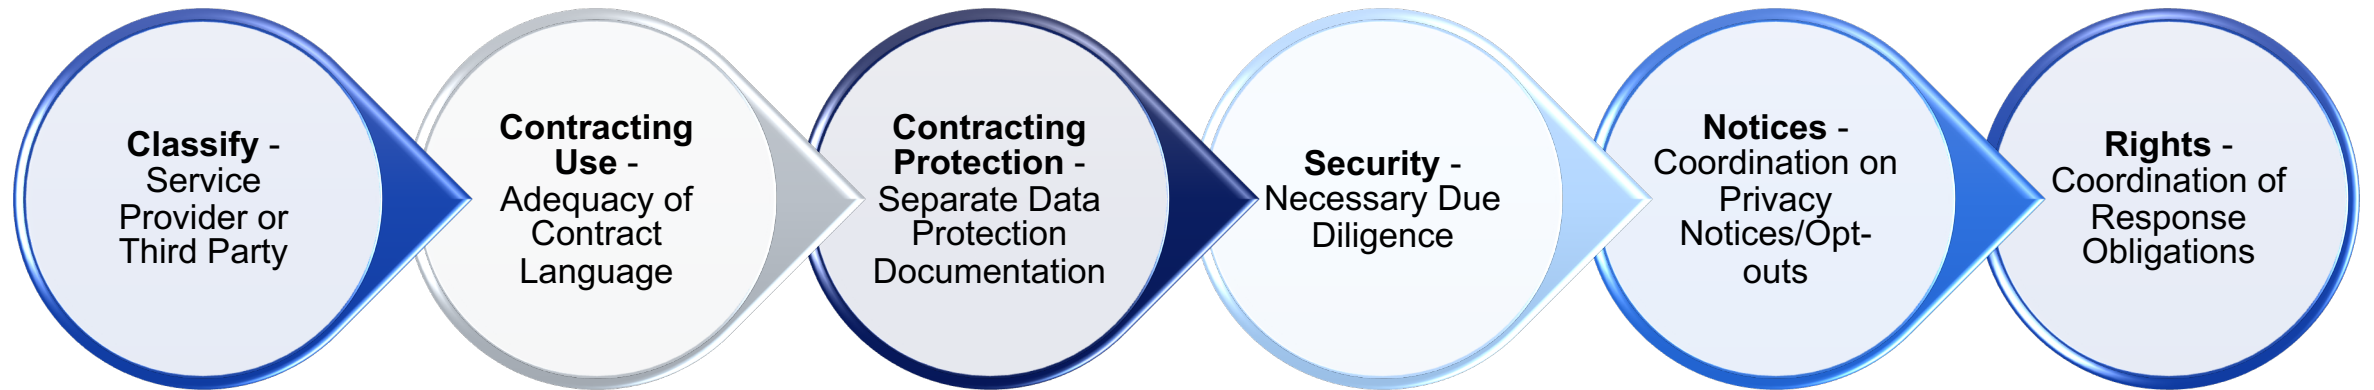 Classify -
Service
Provider or
Third Party
Contracting
Use -
Adequacy of
Contract
Language
Contracting
Protection -
Separate Data
Protection
Documentation
Security -
Necessary Due
Diligence
Notices -
Coordination on
Privacy
Notices/Opt-
outs
Rights -
Coordination of
Response
Obligations